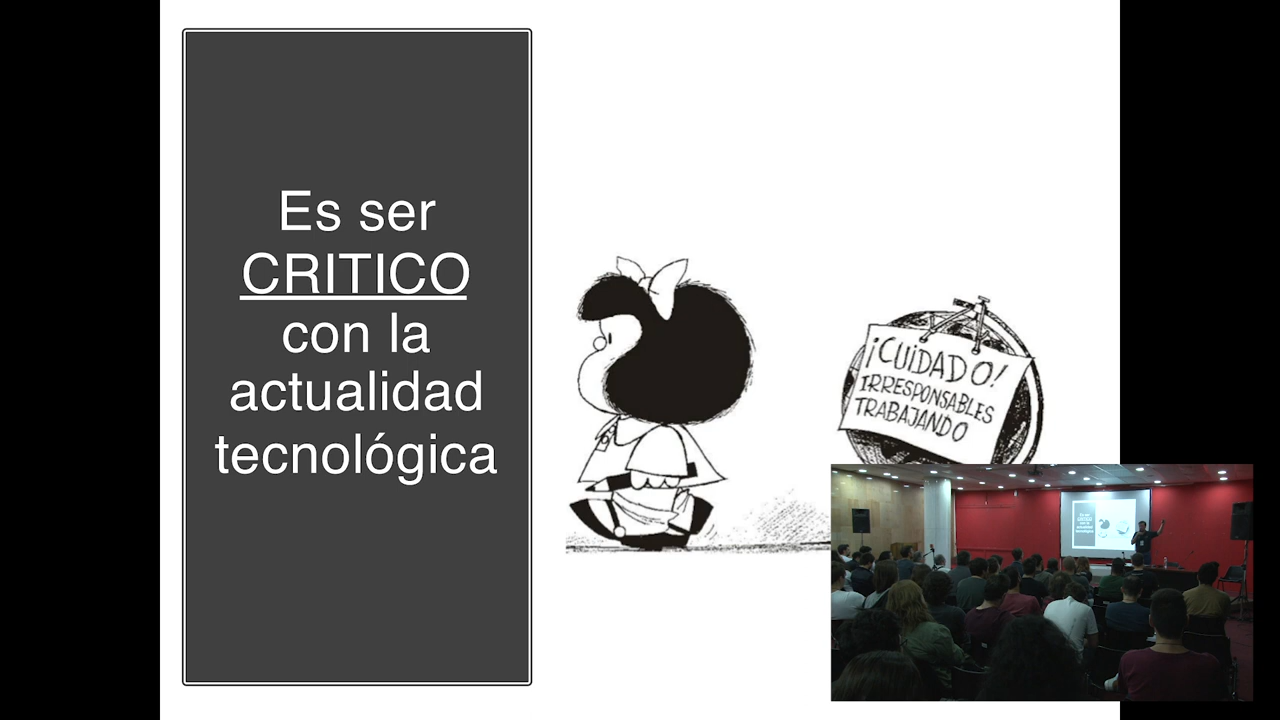 Es ser
CRITICO
con la
actualidad
tecnológica
¡CUIDADO!
IRRESPONSABLES
TRABAJANDO